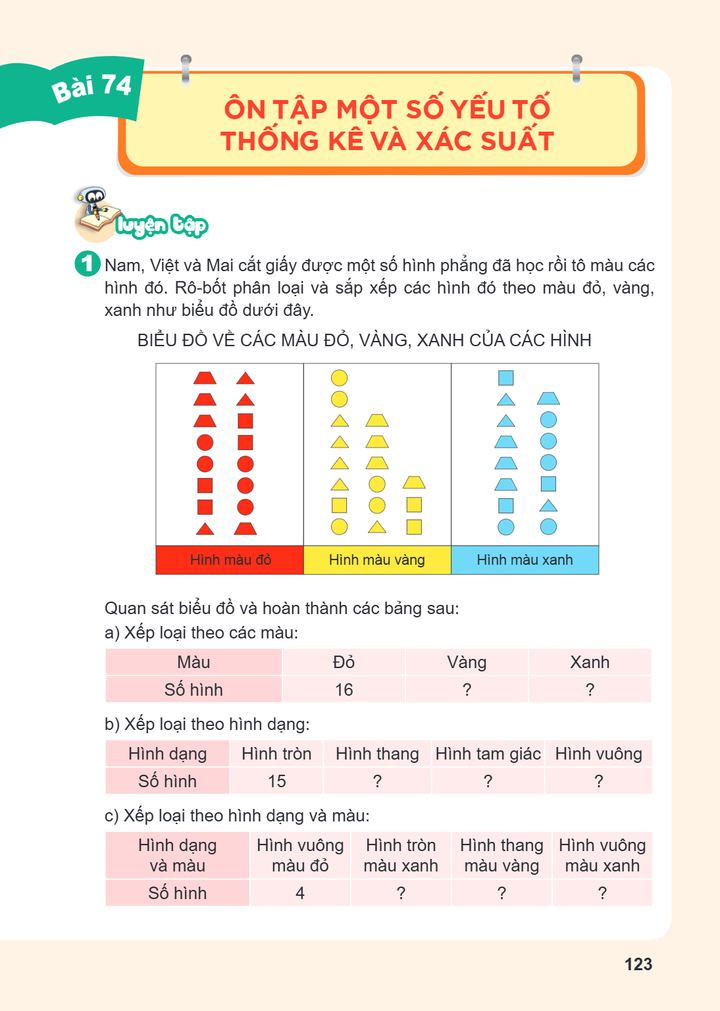 Bài 74
ÔN TẬP MỘT SỐ YẾU TỐ
THỐNG KÊ VÀ XÁC SUẤT
luyện tập
1 Nam, Việt và Mai cắt giấy được một số hình phẳng đã học rồi tô màu các
hình đó. Rô-bốt phân loại và sắp xếp các hình đó theo màu đỏ, vàng,
xanh như biểu đồ dưới đây.
BIỂU ĐỒ VỀ CÁC MÀU ĐỎ, VÀNG, XANH CỦA CÁC HÌNH
Hình màu đỏ Hình màu vàng Hình màu xanh
Quan sát biểu đồ và hoàn thành các bảng sau:
a) Xếp loại theo các màu:
Màu Đỏ Vàng Xanh
Số hình 16 ? ?
b) Xếp loại theo hình dạng:
Hình dạng Hình tròn Hình thang Hình tam giác Hình vuông
Số hình 15 ? ? ?
c) Xếp loại theo hình dạng và màu:
Hình dạng Hình vuông Hình tròn Hình thang Hình vuông
và màu màu đỏ màu xanh màu vàng màu xanh
Số hình 4 ? ? ?
123